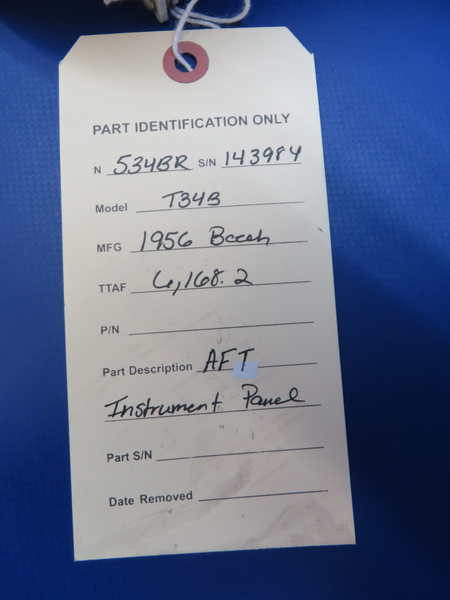 PART IDENTIFICATION ONLY
N 534BR S/N 143984
Model T34B
MFG 1956 Beech
TTAF 6,168.2
P/N
Part Description AFT
Instrument Panel
Part S/N
Date Removed